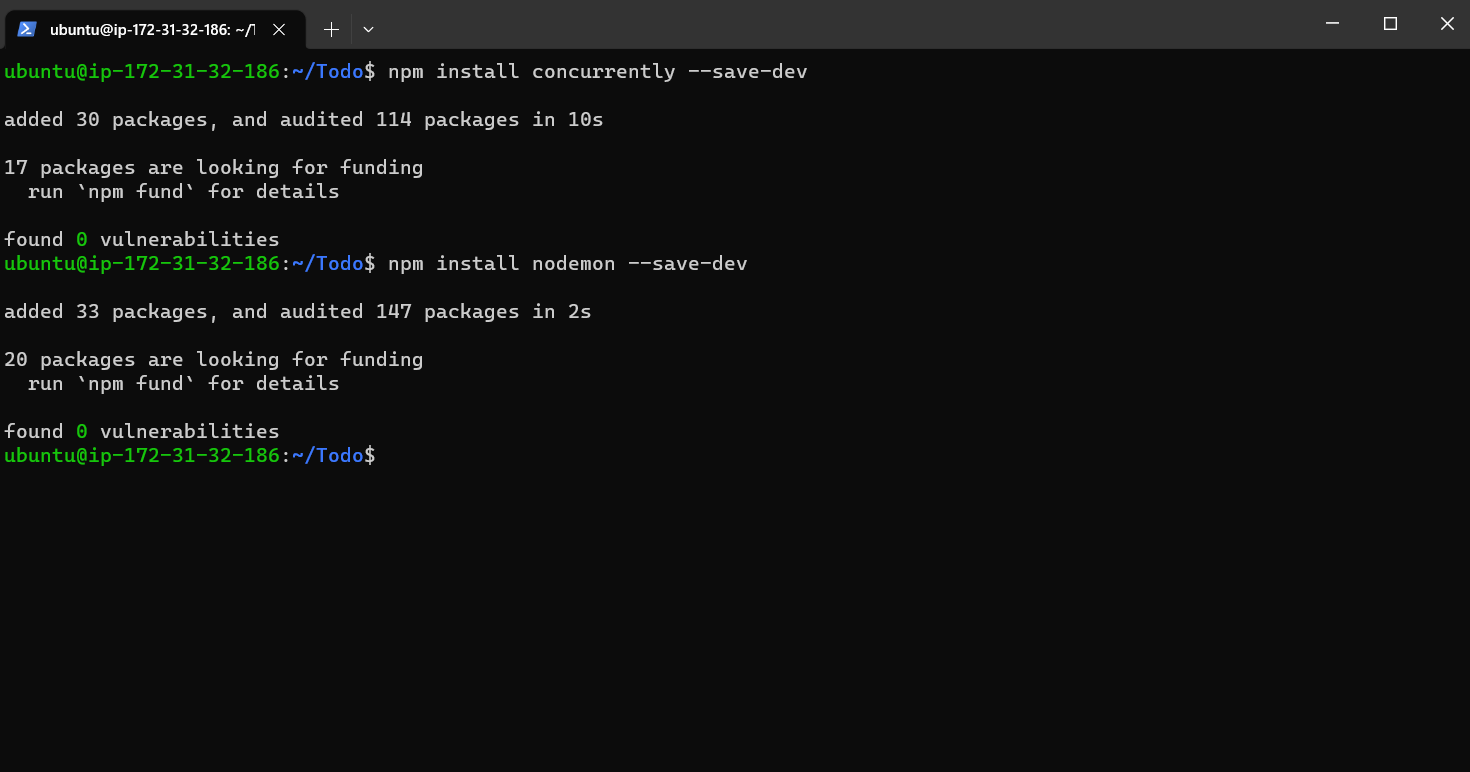 ubuntu@ip-172-31-32-186: ~/T
ubuntu@ip-172-31-32-186:~/Todo$ npm install concurrently --save-dev
added 30 packages, and audited 114 packages in 10s
17 packages are looking for funding
  run `npm fund` for details
found 0 vulnerabilities
ubuntu@ip-172-31-32-186:~/Todo$ npm install nodemon --save-dev
added 33 packages, and audited 147 packages in 2s
20 packages are looking for funding
  run `npm fund` for details
found 0 vulnerabilities
ubuntu@ip-172-31-32-186:~/Todo$